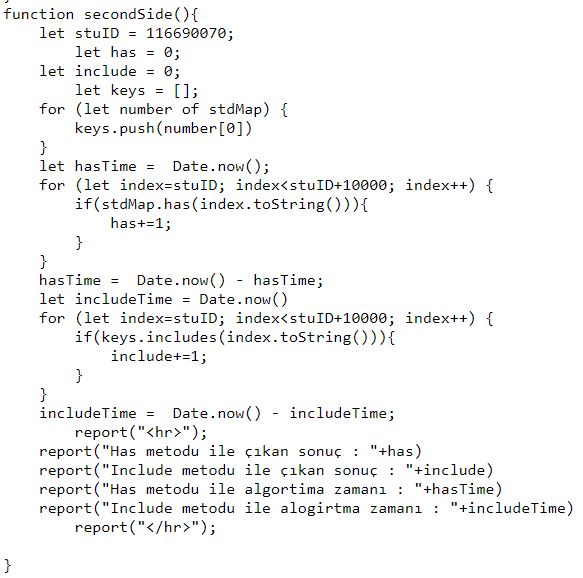 function secondSide(){
let stuID = 116690070;
let has = 0;
let include = 0;
let keys = [];
for (let number of stdMap) {
keys.push(number[0])
}
let hasTime =  Date.now();
for (let index=stuID; index<stuID+10000; index++) {
if(stdMap.has(index.toString())){
has+=1;
}
}
hasTime =  Date.now() - hasTime;
let includeTime = Date.now()
for (let index=stuID; index<stuID+10000; index++) {
if(keys.includes(index.toString())){
include+=1;
}
}
includeTime =  Date.now() - includeTime;
report("<hr>");
report("Has metodu ile çıkan sonuç : "+has)
report("Include metodu ile çıkan sonuç : "+include)
report("Has metodu ile algortima zamanı : "+hasTime)
report("Include metodu ile alogirtma zamanı : "+includeTime)
report("</hr>");
}